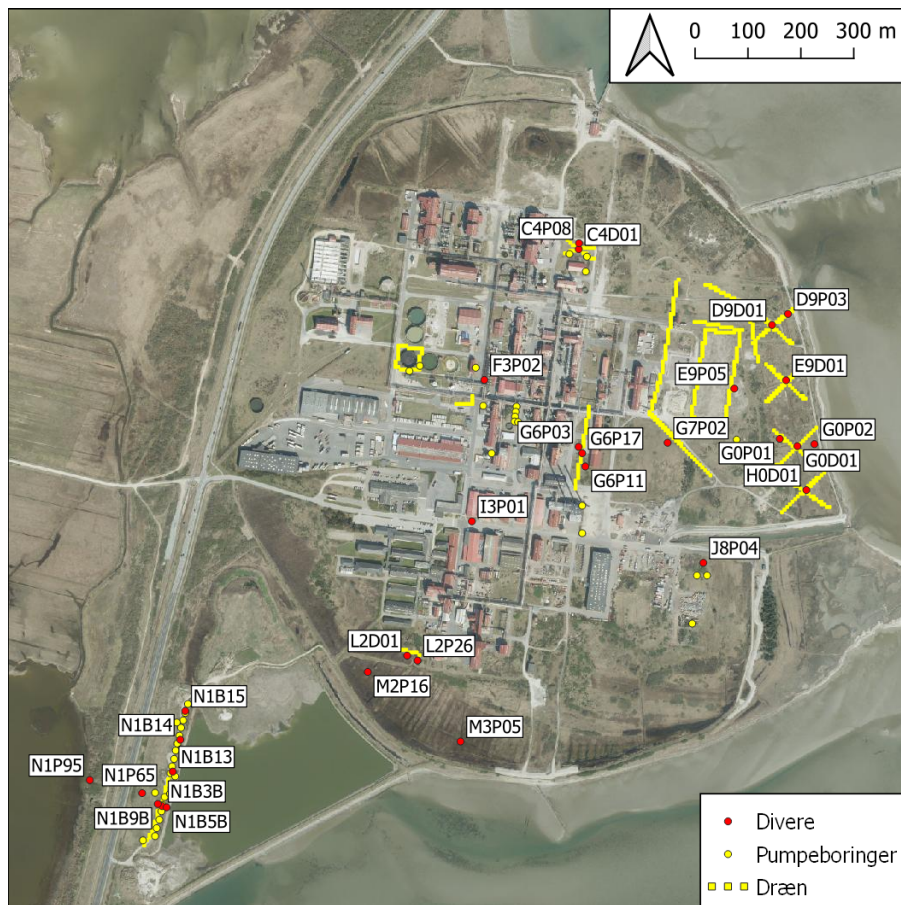 0 100 200 300 m
C4P08
C4D01
D9P03
D9D01
F3P02
E9P05
E9D01
G6P03
G6P17
G7P02
G0P02
G0P01
G0D01
G6P11
H0D01
I3P01
J8P04
L2D01
L2P26
M2P16
N1B15
N1B14
M3P05
N1B13
N1P95
N1P65
N1B3B
N1B9B
N1B5B
Divere
Pumpeboringer
Dræn